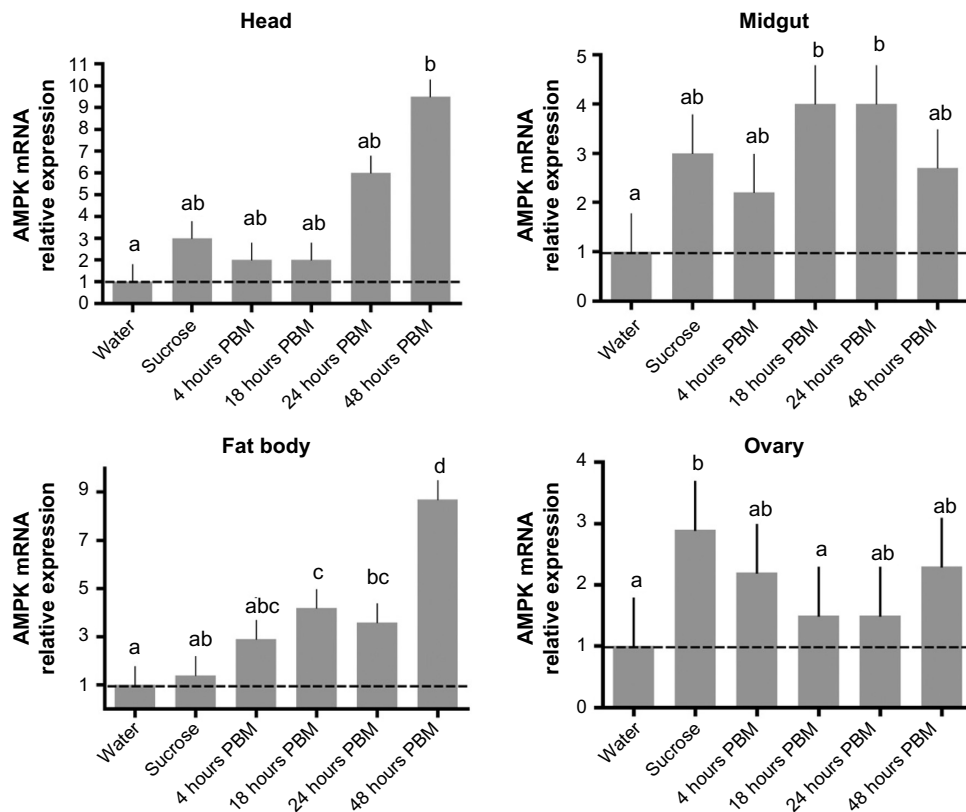 Head
AMPK mRNA
relative expression
11
10
9
8
7
6
5
4
3
2
1
0
a
ab
ab
ab
ab
b
Water
Sucrose
4 hours PBM
18 hours PBM
24 hours PBM
48 hours PBM
Midgut
AMPK mRNA
relative expression
5
4
3
2
1
0
a
ab
ab
b
b
ab
Water
Sucrose
4 hours PBM
18 hours PBM
24 hours PBM
48 hours PBM
Fat body
AMPK mRNA
relative expression
9
5
3
1
a
ab
abc
c
bc
d
Water
Sucrose
4 hours PBM
18 hours PBM
24 hours PBM
48 hours PBM
Ovary
AMPK mRNA
relative expression
4
3
2
1
0
a
b
ab
a
ab
ab
Water
Sucrose
4 hours PBM
18 hours PBM
24 hours PBM
48 hours PBM